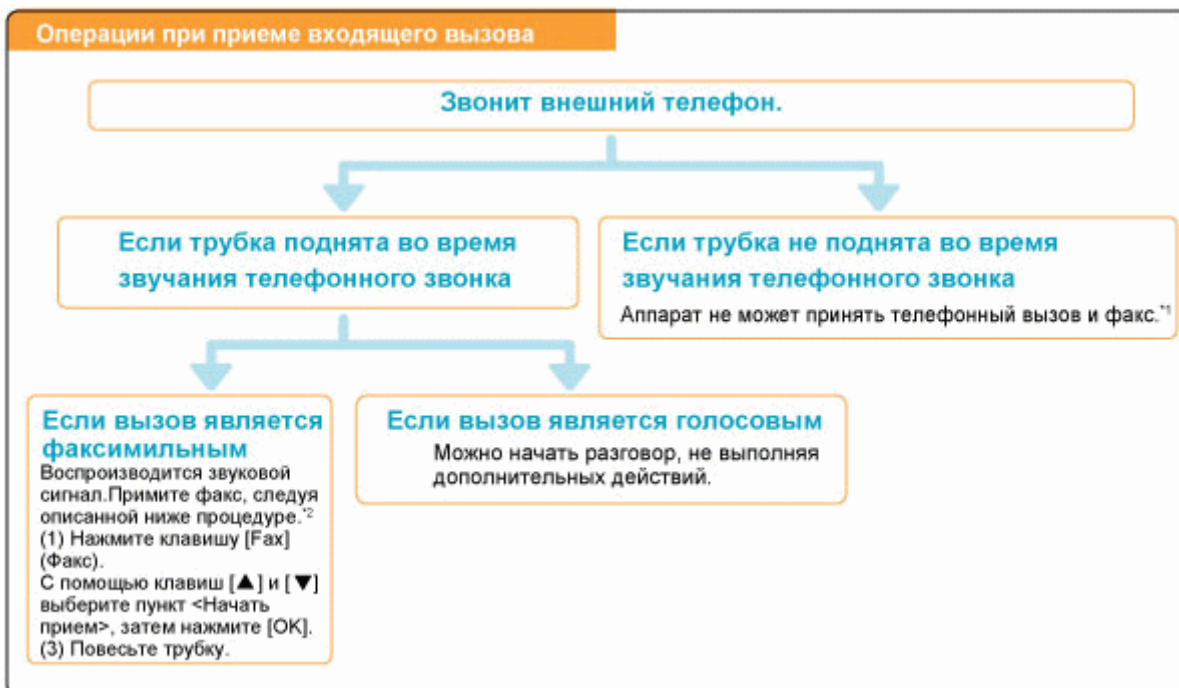 Операции при приеме входящего вызова
Звонит внешний телефон.
Если трубка поднята во время
звучания телефонного звонка
Если трубка не поднята во время
звучания телефонного звонка
Аппарат не может принять телефонный вызов и факс.*1
Если вызов является
факсимильным
Воспроизводится звуковой
сигнал.Примите факс, следуя
описанной ниже процедуре.*2
(1) Нажмите клавишу [Fax]
(Факс).
С помощью клавиш [▲] и [▼]
выберите пункт <Начать
прием>, затем нажмите [OK].
(3) Повесьте трубку.
Если вызов является голосовым
Можно начать разговор, не выполняя
дополнительных действий.